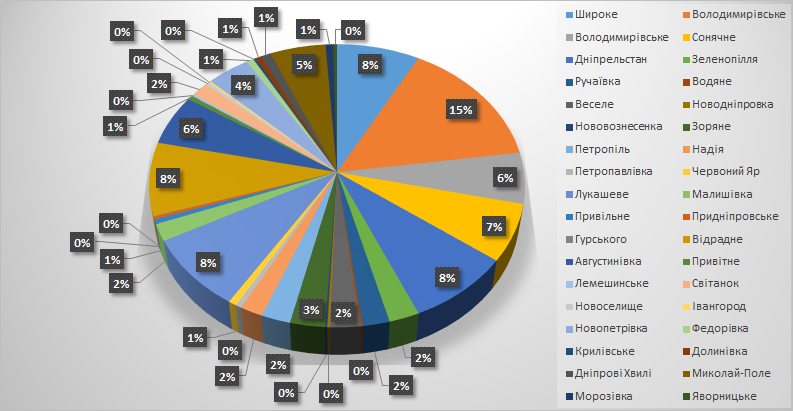 1%
0%
1%
1%
0%
0%
5%
8%
0%
1%
4%
2%
0%
15%
1%
6%
8%
6%
7%
0%
0%
1%
2%
8%
8%
3%
2%
1%
0%
2%
2%
0%
0%
0%
2%
2%
Широке Володимирівське
Володимирівське Сонячне
Дніпрельстан Зеленопілля
Ручаївка Водяне
Веселе Новодніпровка
Нововознесенка Зоряне
Петропіль Надія
Петропавлівка Червоний Яр
Лукашеве Малишівка
Привільне Придніпровське
Гурського Відрадне
Августинівка Привітне
Лемешинське Світанок
Новоселище Івангород
Новопетрівка Федорівка
Крилівське Долинівка
Дніпрові Хвилі Миколай-Поле
Морозівка Яворницьке